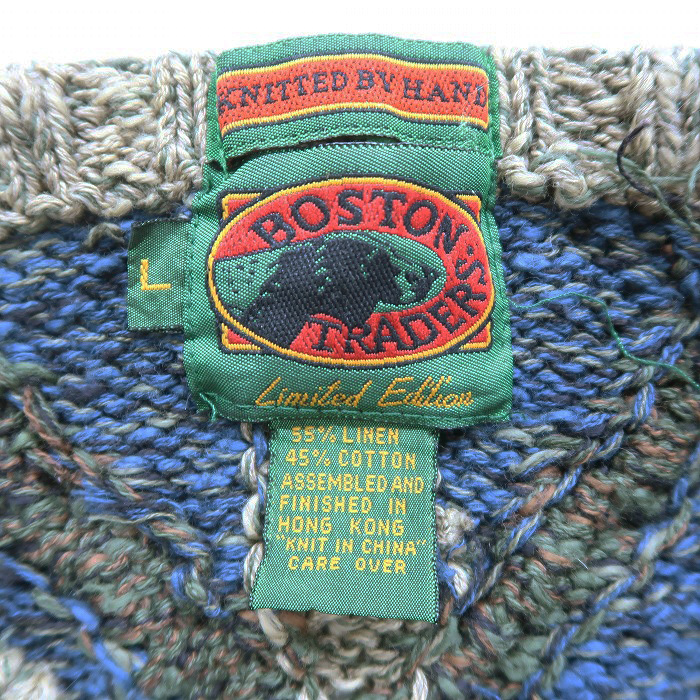 KNITTED BY HAND
BOSTON
TRADERS
L
Limited Edition
55% LINEN
45% COTTON
ASSEMBLED AND
FINISHED IN
HONG KONG
"KNIT IN CHINA"
CARE OVER